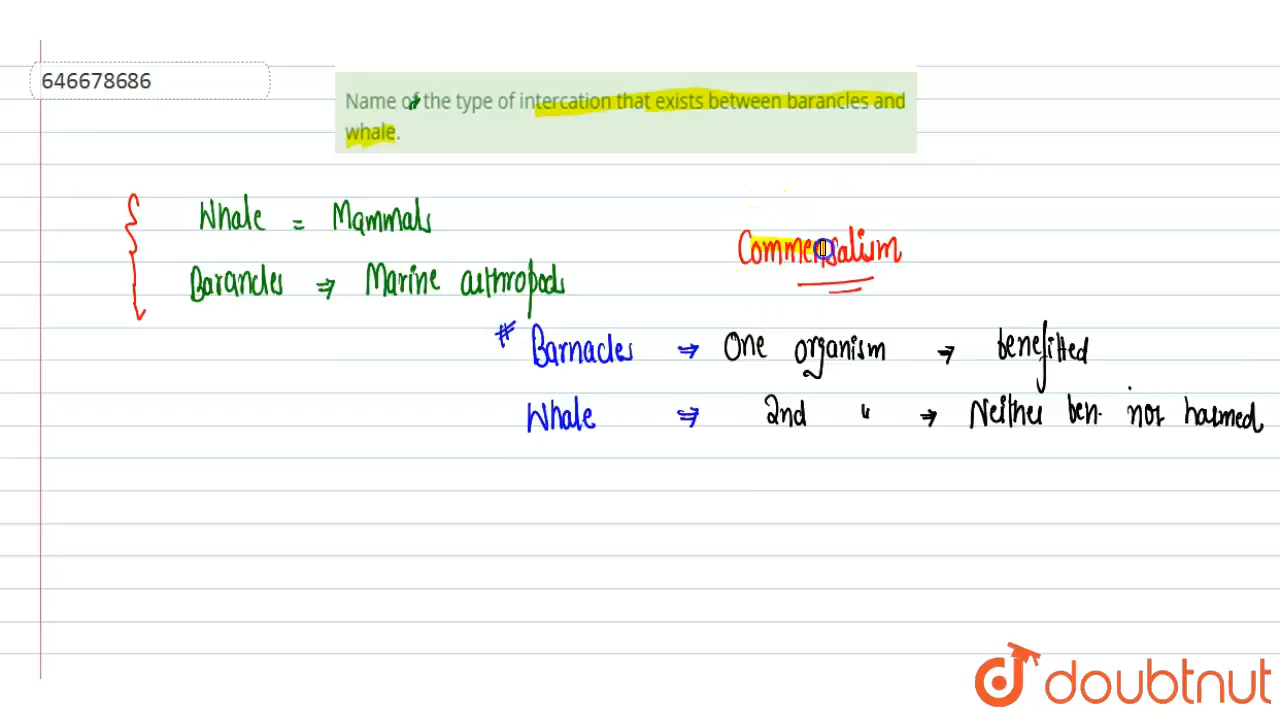 646678686
Name of the type of intercation that exists between barancles and
whale.
Whale = Mammals
Commensalism
Barancles ⇒ Marine arthropods
# Barnacles → One organism → benefitted
Whale ⇒ 2nd " ⇒ Neither ben. nor harmed
doubtnut